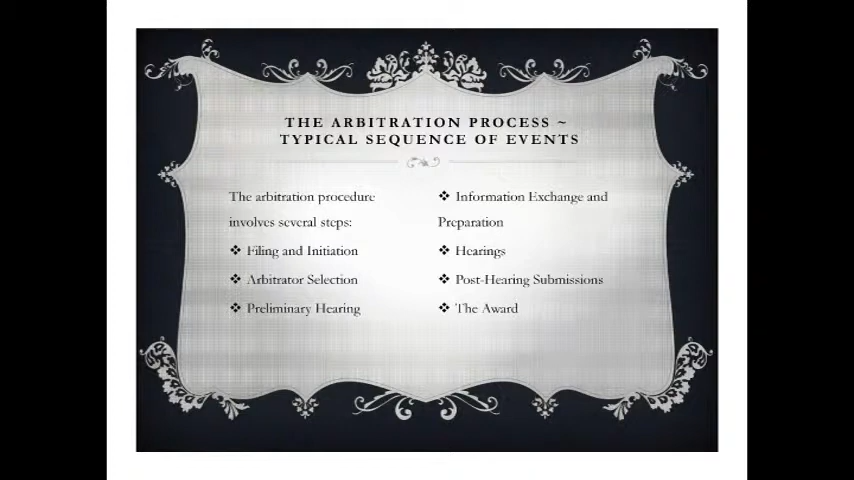 THE ARBITRATION PROCESS ~
TYPICAL SEQUENCE OF EVENTS
The arbitration procedure
involves several steps:
❖ Filing and Initiation
❖ Arbitrator Selection
❖ Preliminary Hearing
❖ Information Exchange and
Preparation
❖ Hearings
❖ Post-Hearing Submissions
❖ The Award